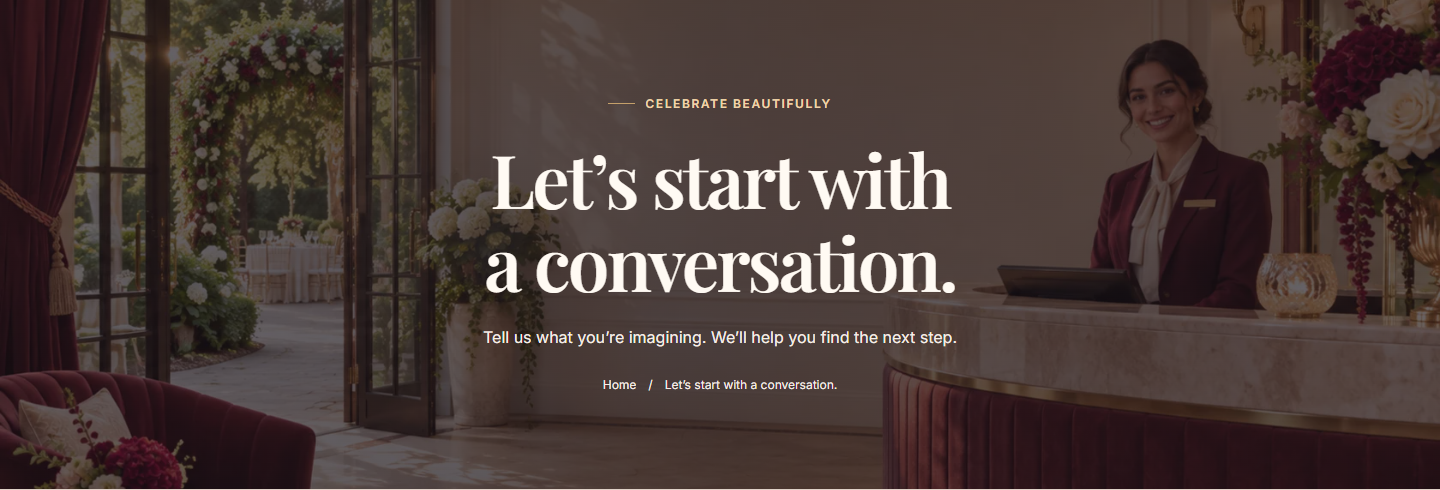 CELEBRATE BEAUTIFULLY
Let’s start with
a conversation.
Tell us what you’re imagining. We’ll help you find the next step.
Home / Let’s start with a conversation.